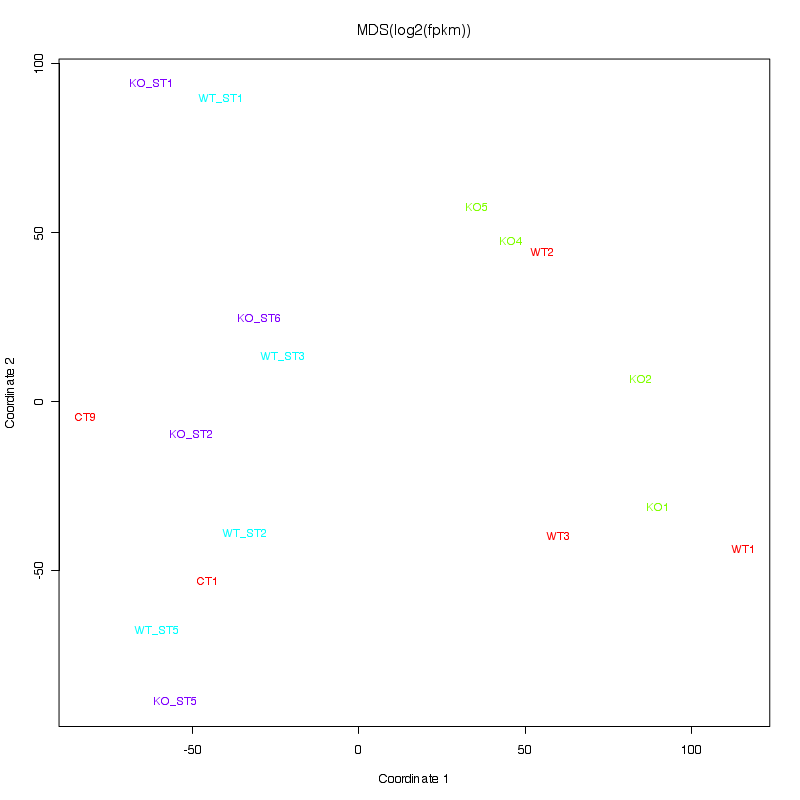 MDS(log2(fpkm))
100
KO_ST1
WT_ST1
KO5
50
KO4
WT2
KO_ST6
WT_ST3
KO2
Coordinate 2
0
CT9
KO_ST2
KO1
WT_ST2
WT3
WT1
-50
CT1
WT_ST5
KO_ST5
-50 0 50 100
Coordinate 1